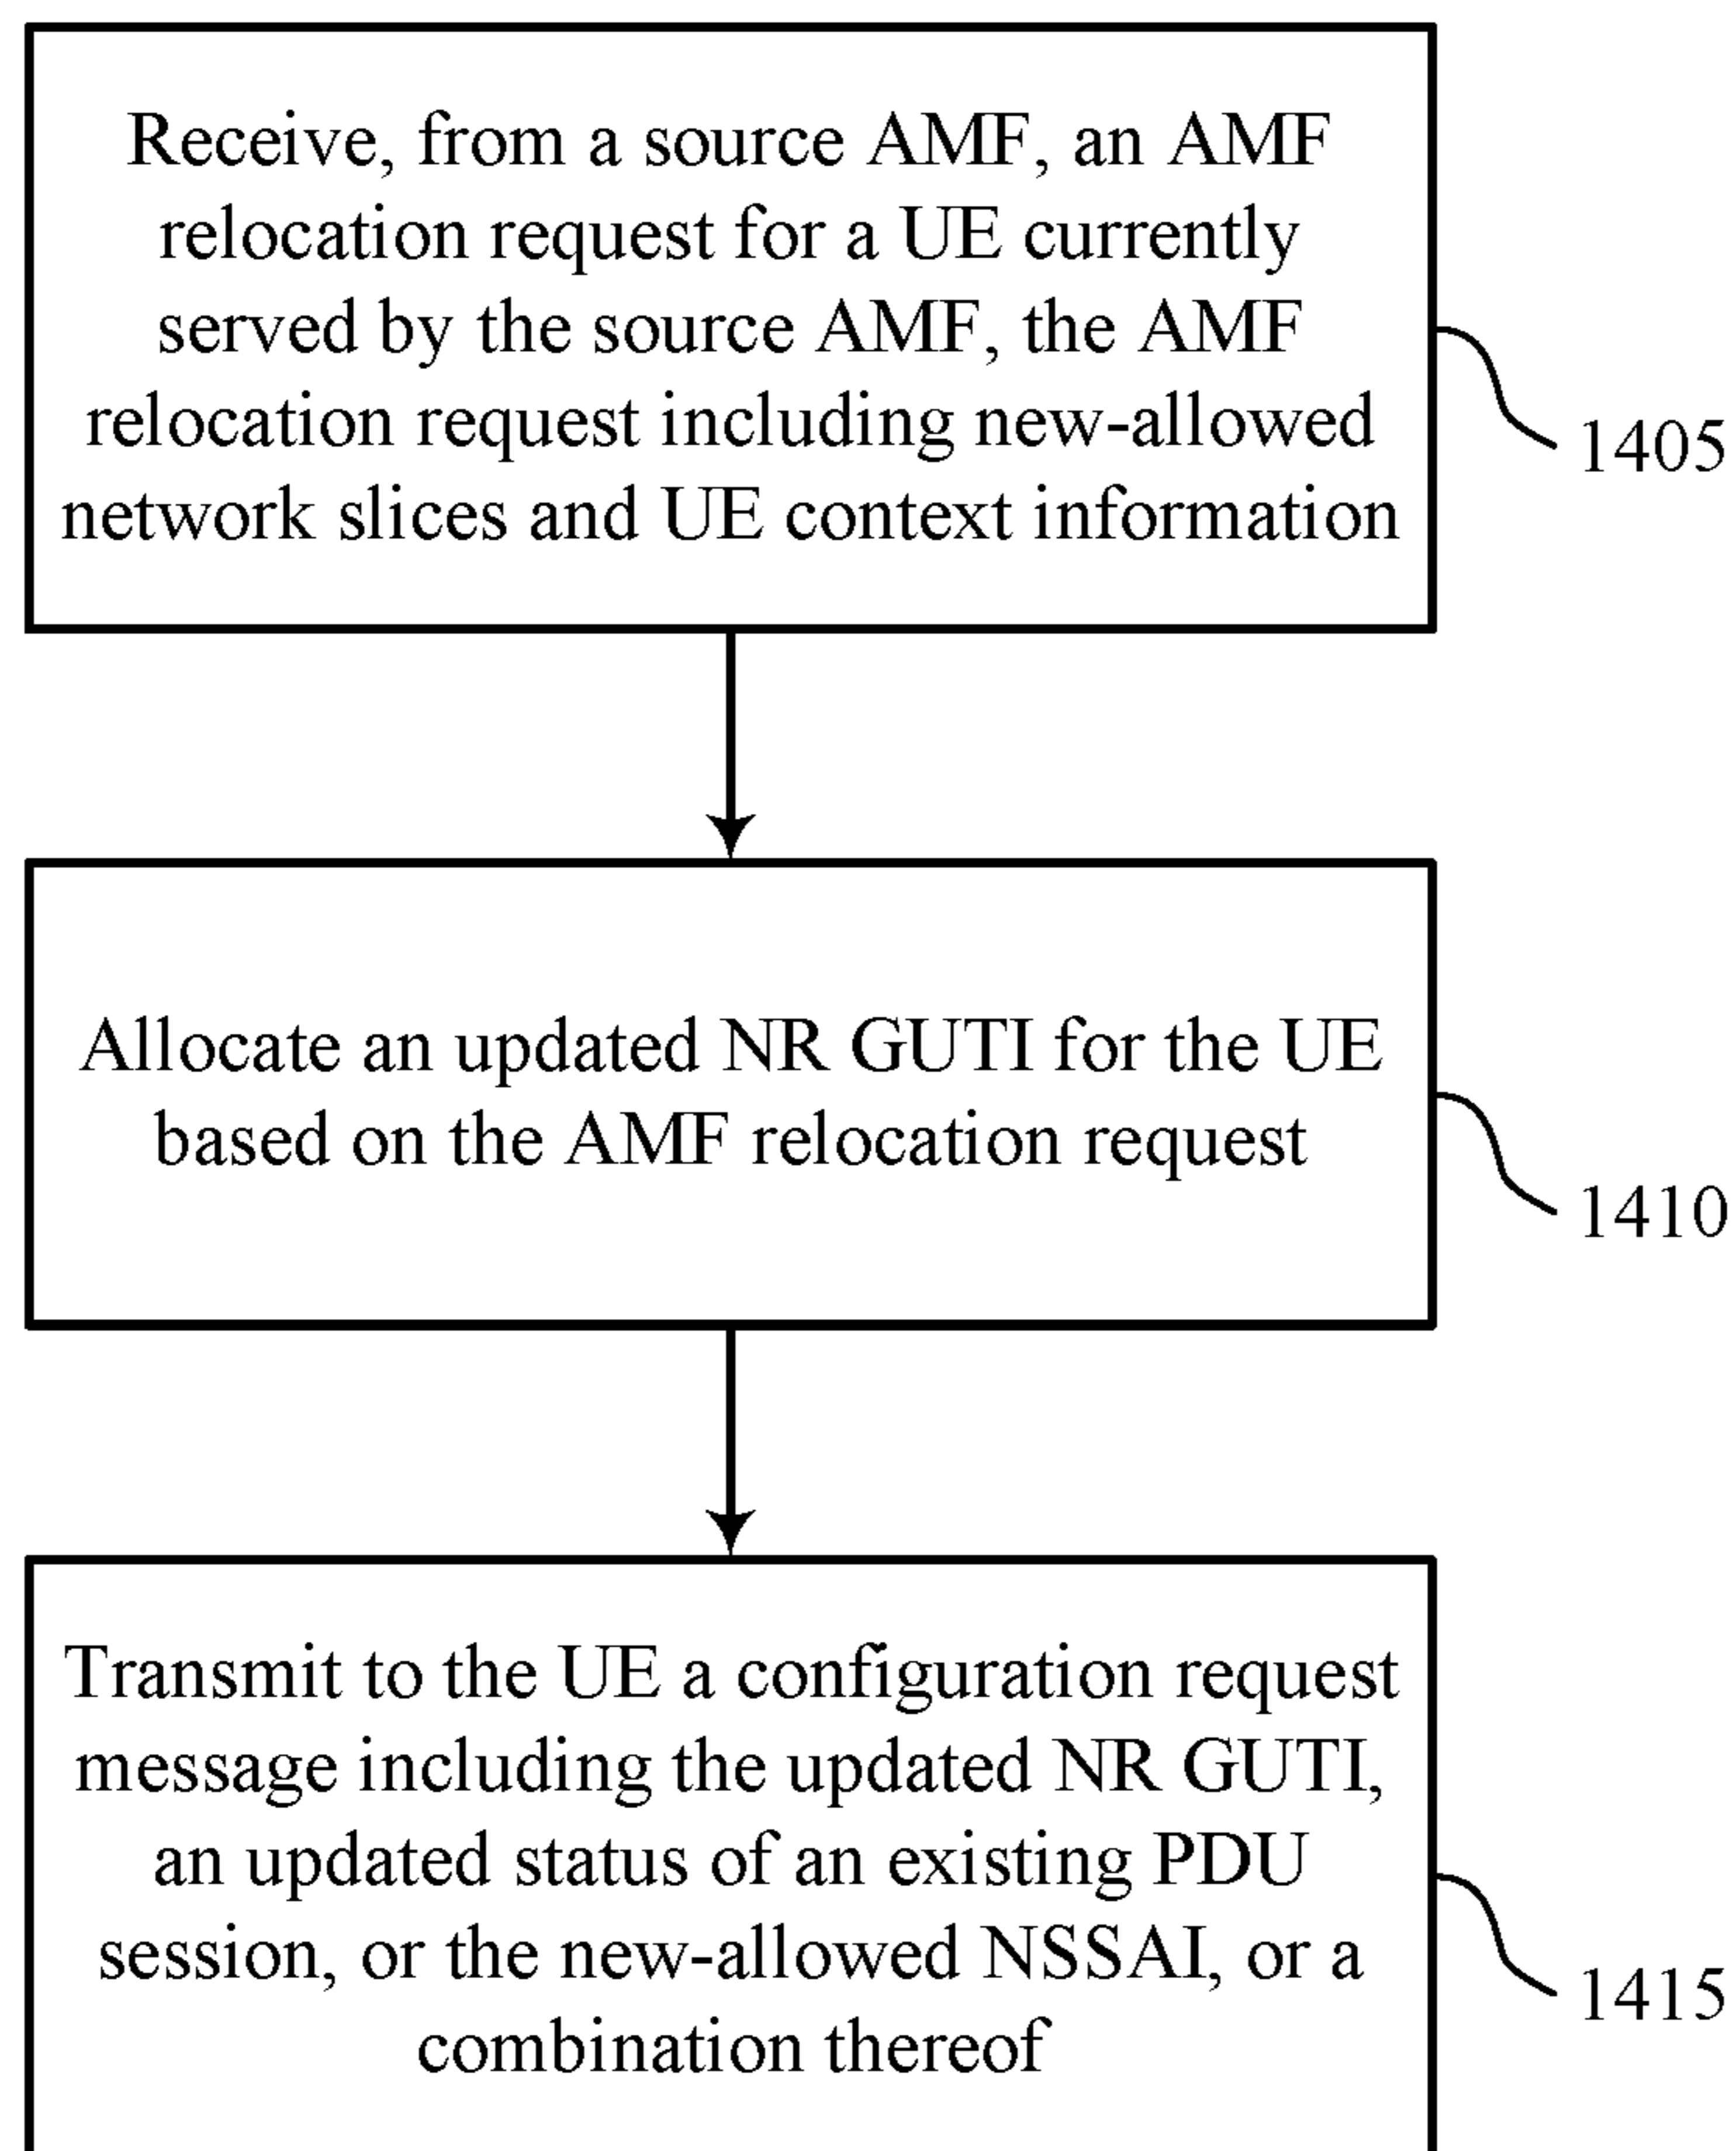 Receive, from a source AMF, an AMF
relocation request for a UE currently
served by the source AMF, the AMF
relocation request including new-allowed
network slices and UE context information
1405
Allocate an updated NR GUTI for the UE
based on the AMF relocation request
1410
Transmit to the UE a configuration request
message including the updated NR GUTI,
an updated status of an existing PDU
session, or the new-allowed NSSAI, or a
combination thereof
1415